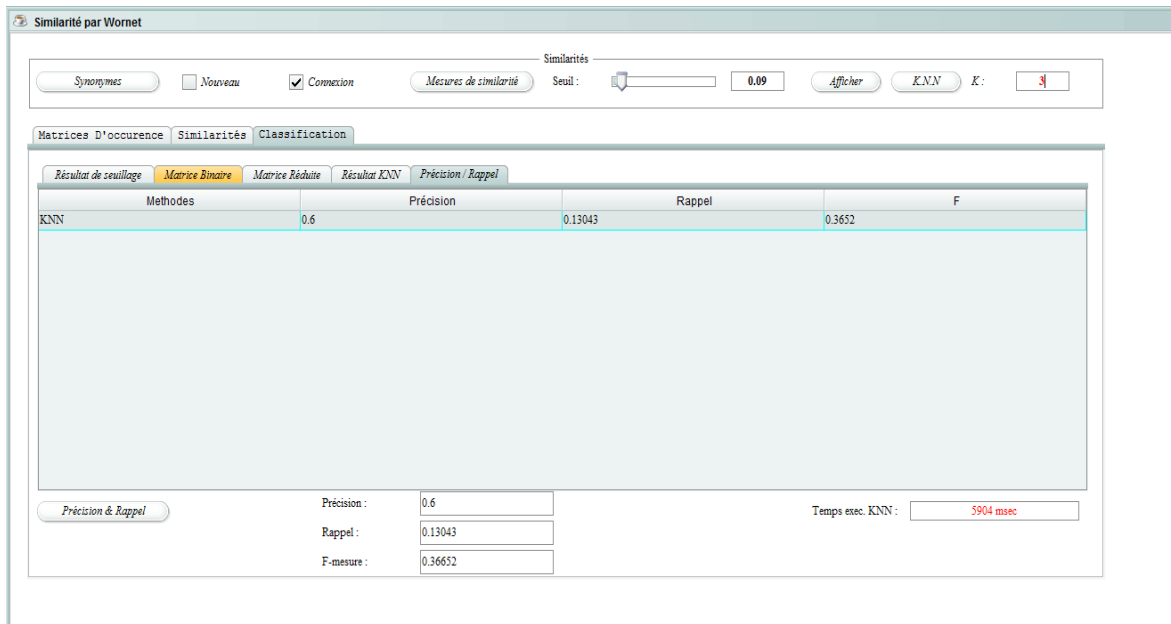 Similarité par Wornet
Similarités
Synonymes Nouveau Connexion Mesures de similarité Seuil : 0.09 Afficher K.N.N K : 3
Matrices D'occurence Similarités Classification
Résultat de seuillage Matrice Binaire Matrice Réduite Résultat KNN Précision / Rappel
Methodes Précision Rappel F
KNN 0.6 0.13043 0.3652
Précision & Rappel Précision : 0.6 Temps exec. KNN : 5904 msec
Rappel : 0.13043
F-mesure : 0.36652